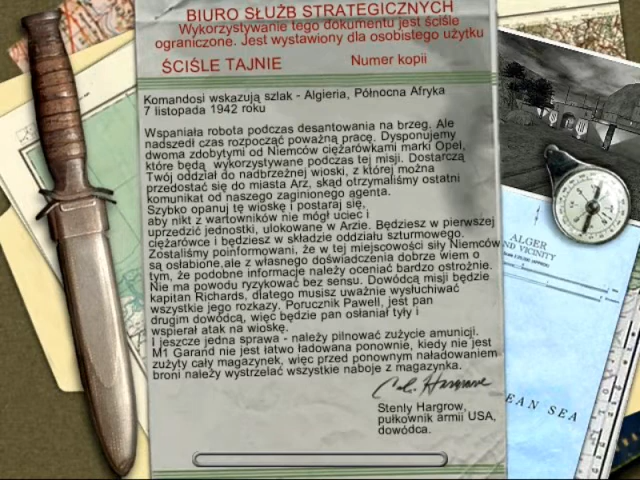 BIURO SŁUŻB STRATEGICZNYCH
Wykorzystywanie tego dokumentu jest ściśle
ograniczone. Jest wystawiony dla osobistego użytku
ŚCIŚLE TAJNIE Numer kopii
Komandosi wskazują szlak - Algieria, Północna Afryka
7 listopada 1942 roku
Wspaniała robota podczas desantowania na brzeg. Ale
nadszedł czas rozpocząć poważną pracę. Dysponujemy
dwoma zdobytymi od Niemców ciężarówkami marki Opel,
które będą wykorzystywane podczas tej misji. Dostarczą
Twój oddział do nadbrzeżnej wioski, z której można
przedostać się do miasta Arz, skąd otrzymaliśmy ostatni
komunikat od naszego zaginionego agenta.
Szybko opanuj tę wioskę i postaraj się,
aby nikt z wartowników nie mógł uciec i
uprzedzić jednostki, ulokowane w Arzie. Będziesz w pierwszej
ciężarówce i będziesz w składzie oddziału szturmowego.
Zostaliśmy poinformowani, że w tej miejscowości siły Niemców
są osłabione,ale z własnego doświadczenia dobrze wiem o
tym, że podobne informacje należy oceniać bardzo ostrożnie.
Nie ma powodu ryzykować bez sensu. Dowódcą misji będzie
kapitan Richards, dlatego musisz uważnie wysłuchiwać
wszystkie jego rozkazy. Porucznik Pawell, jest pan
drugim dowódcą, więc będzie pan osłaniał tyły i
wspierał atak na wioskę.
I jeszcze jedna sprawa - należy pilnować zużycie amunicji.
M1 Garand nie jest łatwo ładowana ponownie, kiedy nie jest
zużyty cały magazynek, więc przed ponownym naładowaniem
broni należy wystrzelać wszystkie naboje z magazynka.
Col. Hargrove
Stenly Hargrow,
pułkownik armii USA,
dowódca.
ALGER
ND VICINITY
EAN SEA